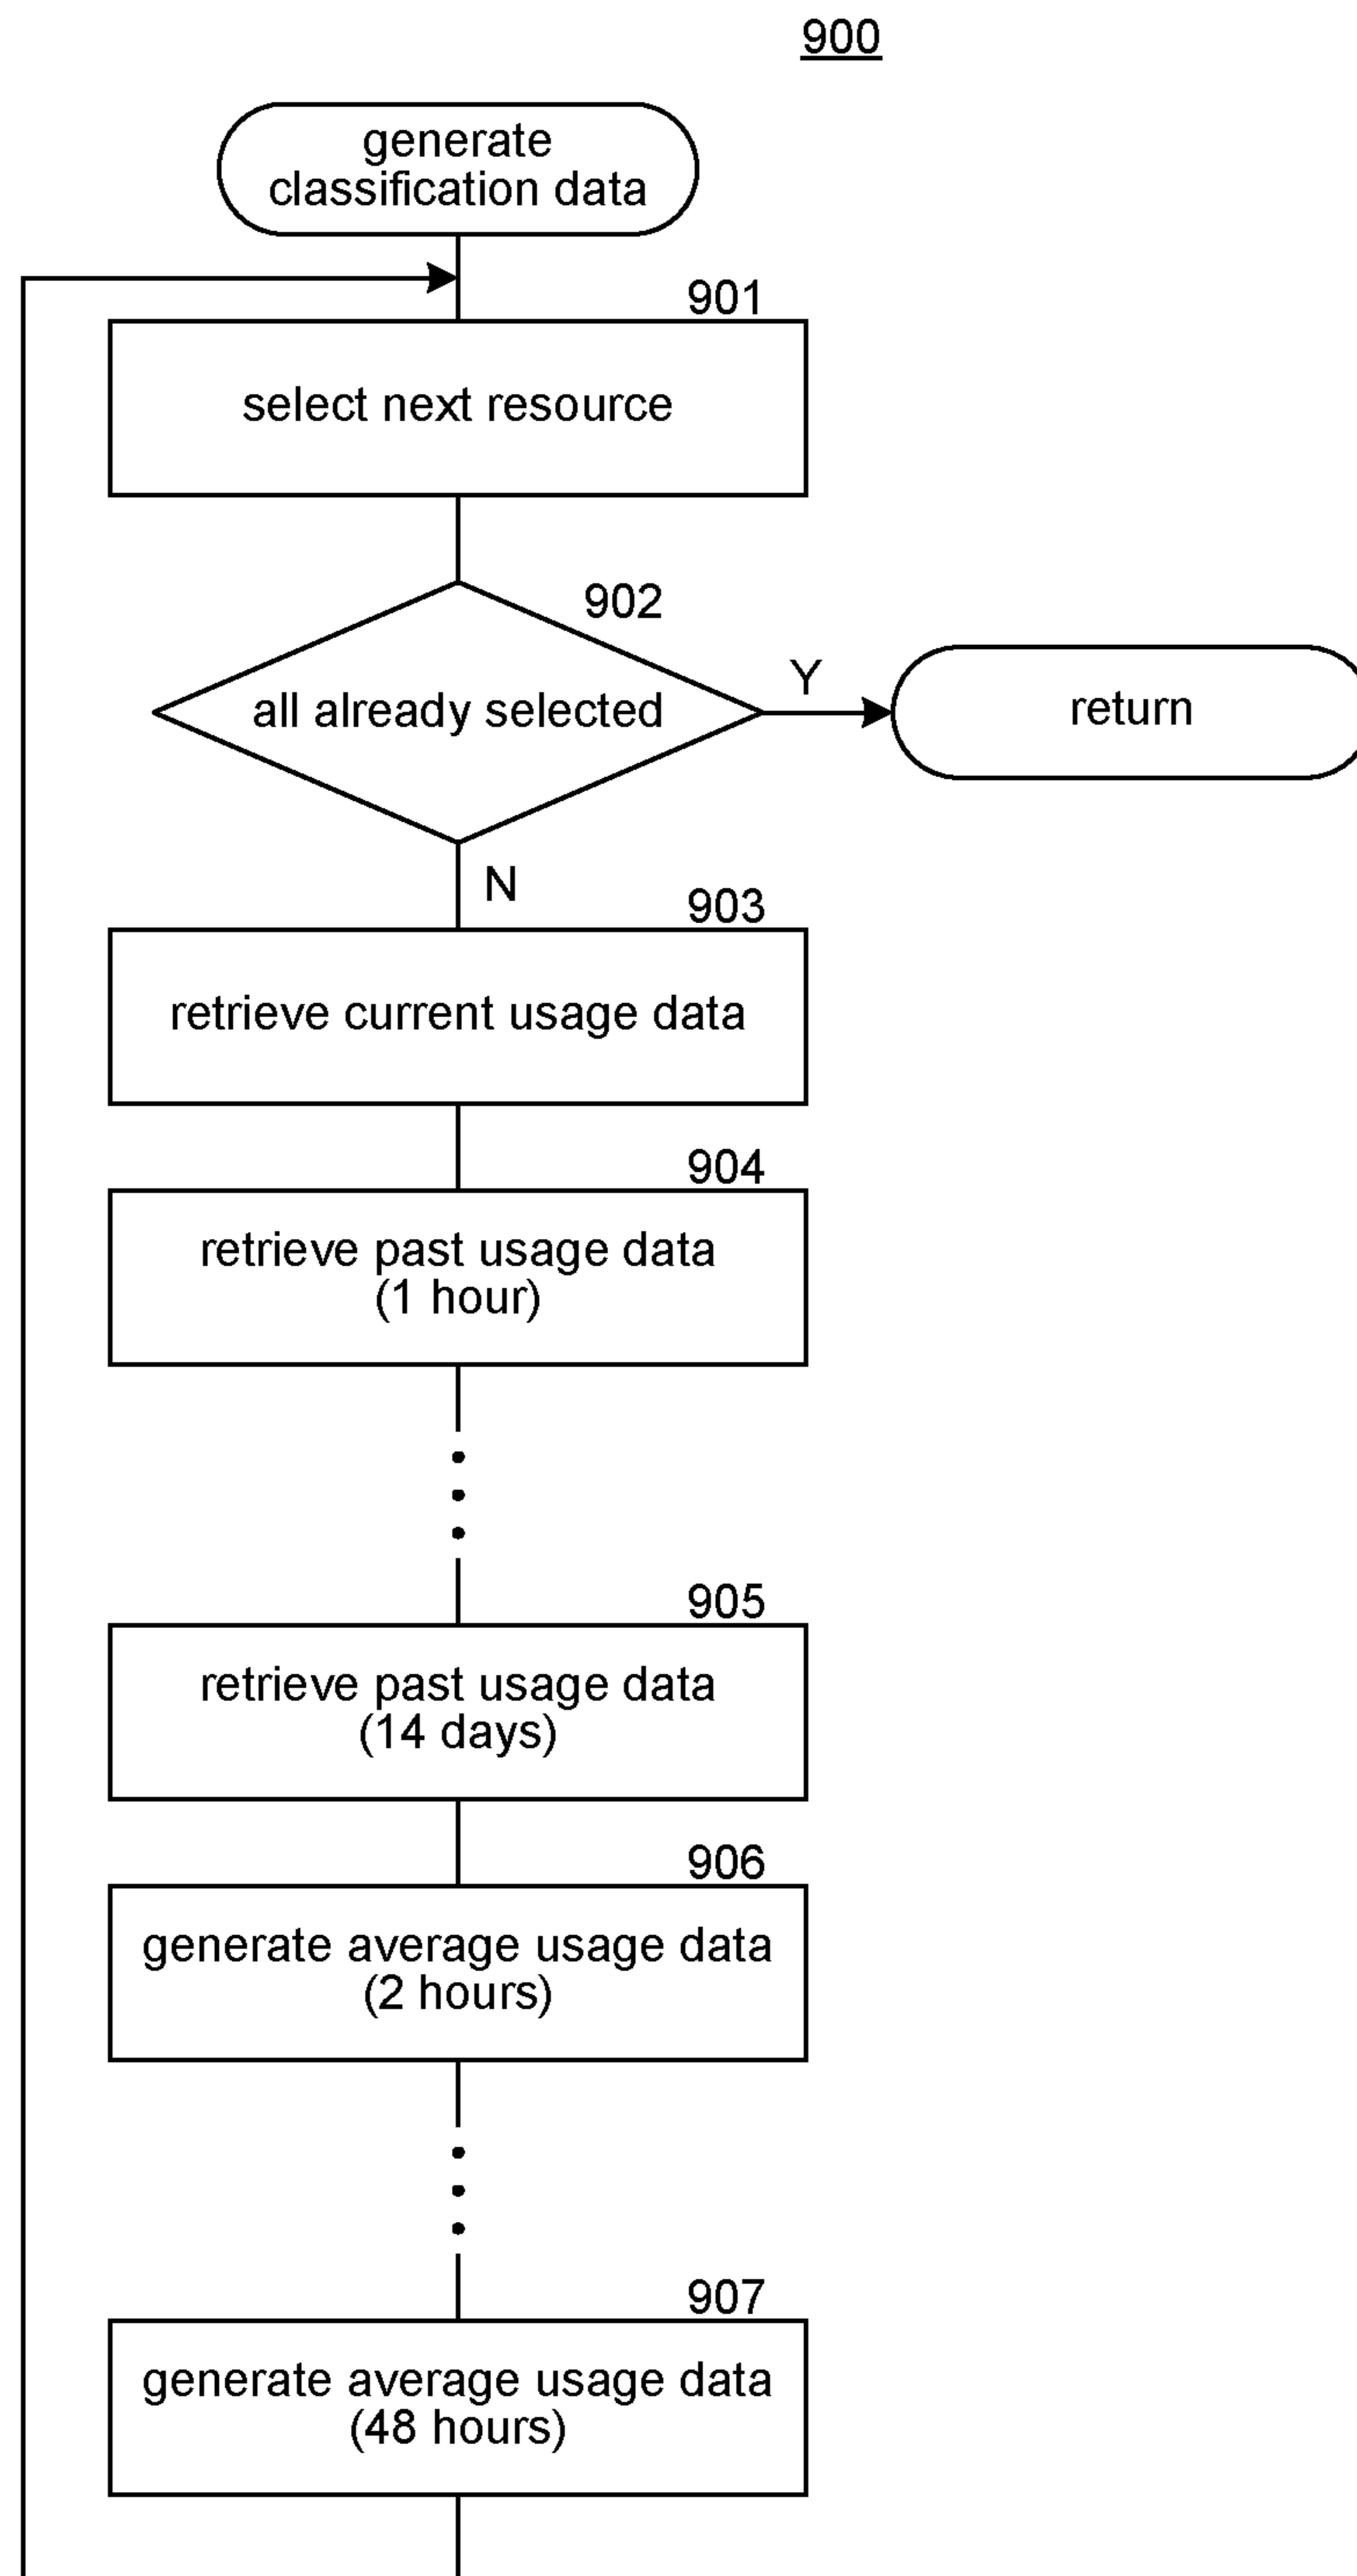 900
generate
classification data
901
select next resource
902
all already selected
Y
return
N
903
retrieve current usage data
904
retrieve past usage data
(1 hour)
905
retrieve past usage data
(14 days)
906
generate average usage data
(2 hours)
907
generate average usage data
(48 hours)